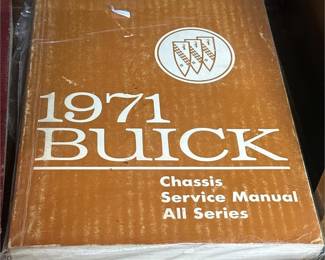 1971
BUICK
Chassis
Service Manual
All Series